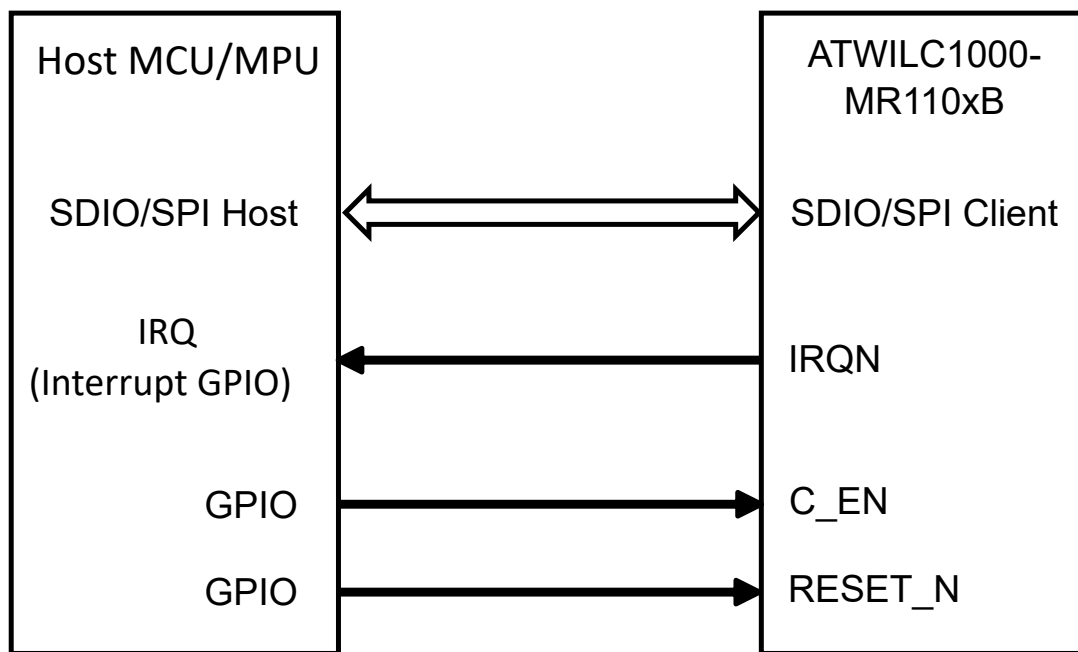 Host MCU/MPU
SDIO/SPI Host
IRQ
(Interrupt GPIO)
GPIO
GPIO
ATWILC1000-
MR110xB
SDIO/SPI Client
IRQN
C_EN
RESET_N